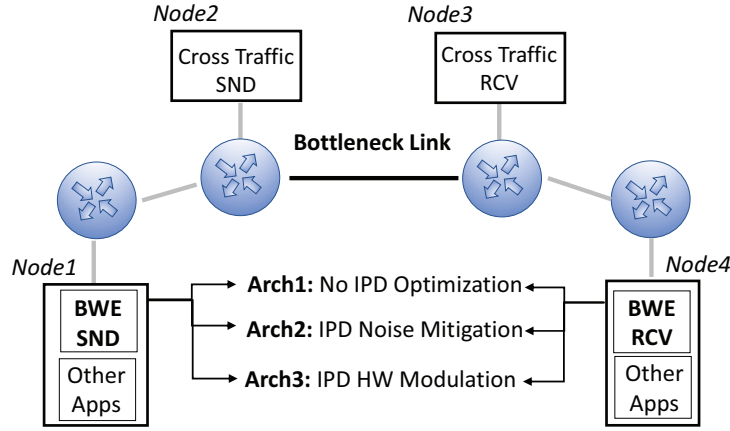 Node2
Node3
Cross Traffic
SND
Cross Traffic
RCV
Bottleneck Link
Node1
Node4
BWE
SND
Other
Apps
Arch1: No IPD Optimization
Arch2: IPD Noise Mitigation
Arch3: IPD HW Modulation
BWE
RCV
Other
Apps